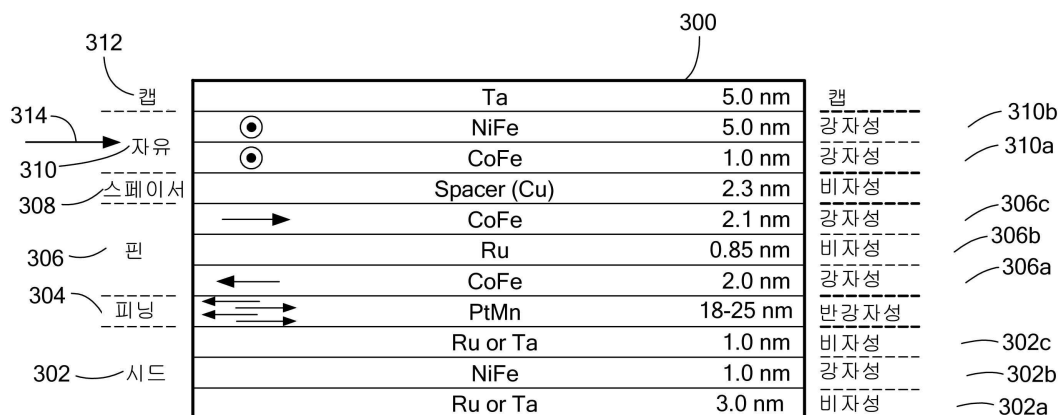 300
312
캡 Ta 5.0 nm 캡
314 NiFe 5.0 nm 강자성 310b
310 자유 CoFe 1.0 nm 강자성 310a
308 스페이서 Spacer (Cu) 2.3 nm 비자성
CoFe 2.1 nm 강자성 306c
306 핀 Ru 0.85 nm 비자성 306b
CoFe 2.0 nm 강자성 306a
304 피닝 PtMn 18-25 nm 반강자성
Ru or Ta 1.0 nm 비자성 302c
302 시드 NiFe 1.0 nm 강자성 302b
Ru or Ta 3.0 nm 비자성 302a